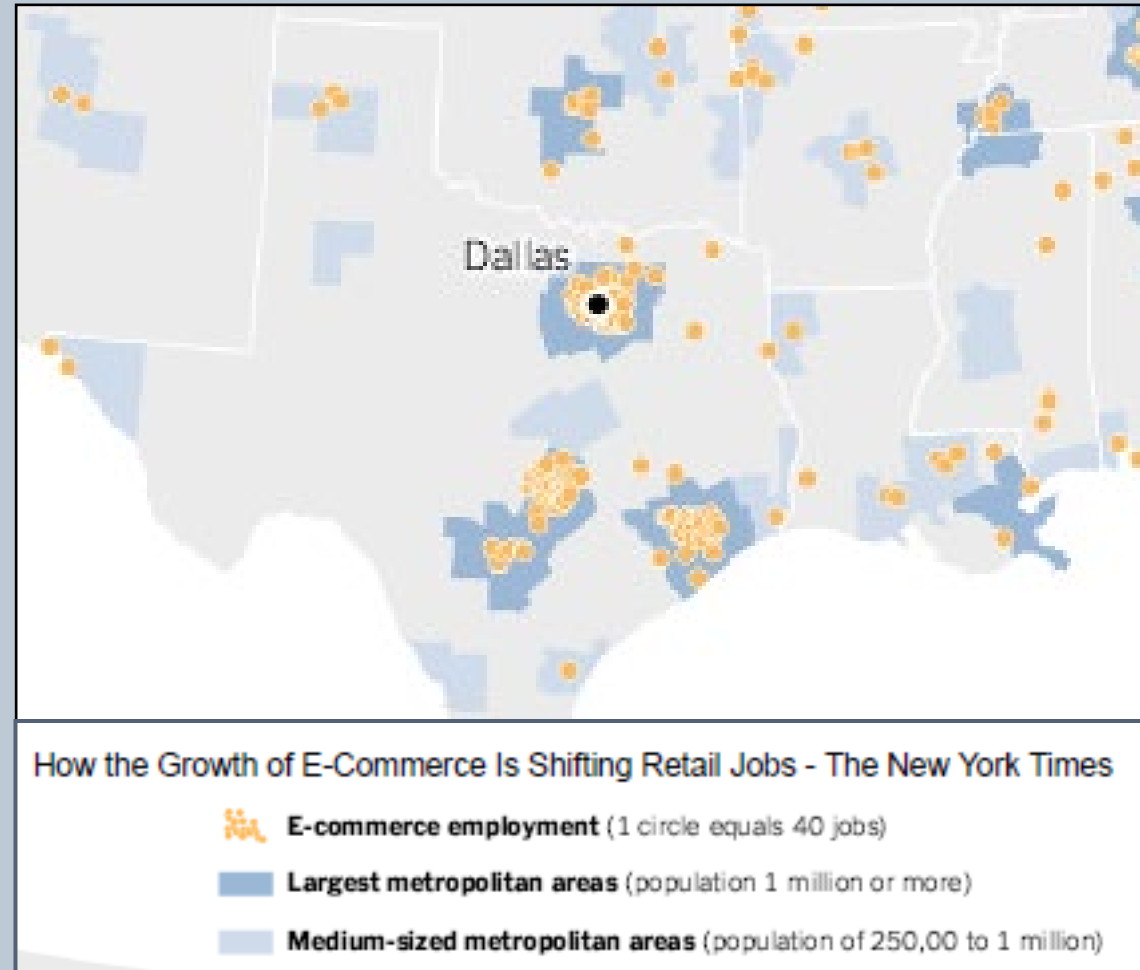 Dallas
How the Growth of E-Commerce Is Shifting Retail Jobs - The New York Times
E-commerce employment (1 circle equals 40 jobs)
Largest metropolitan areas (population 1 million or more)
Medium-sized metropolitan areas (population of 250,00 to 1 million)